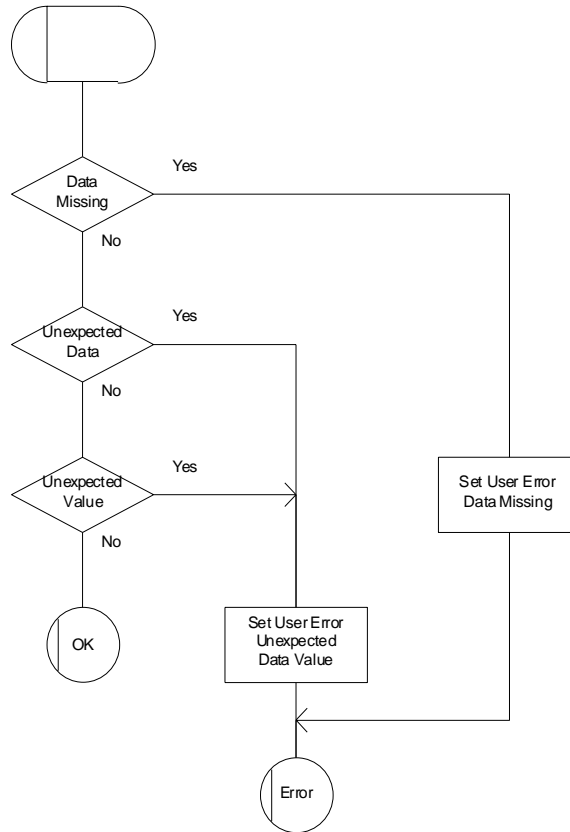 Yes
Data
Missing
No
Yes
Unexpected
Data
No
Yes
Unexpected
Value
No
Set User Error
Data Missing
OK
Set User Error
Unexpected
Data Value
Error